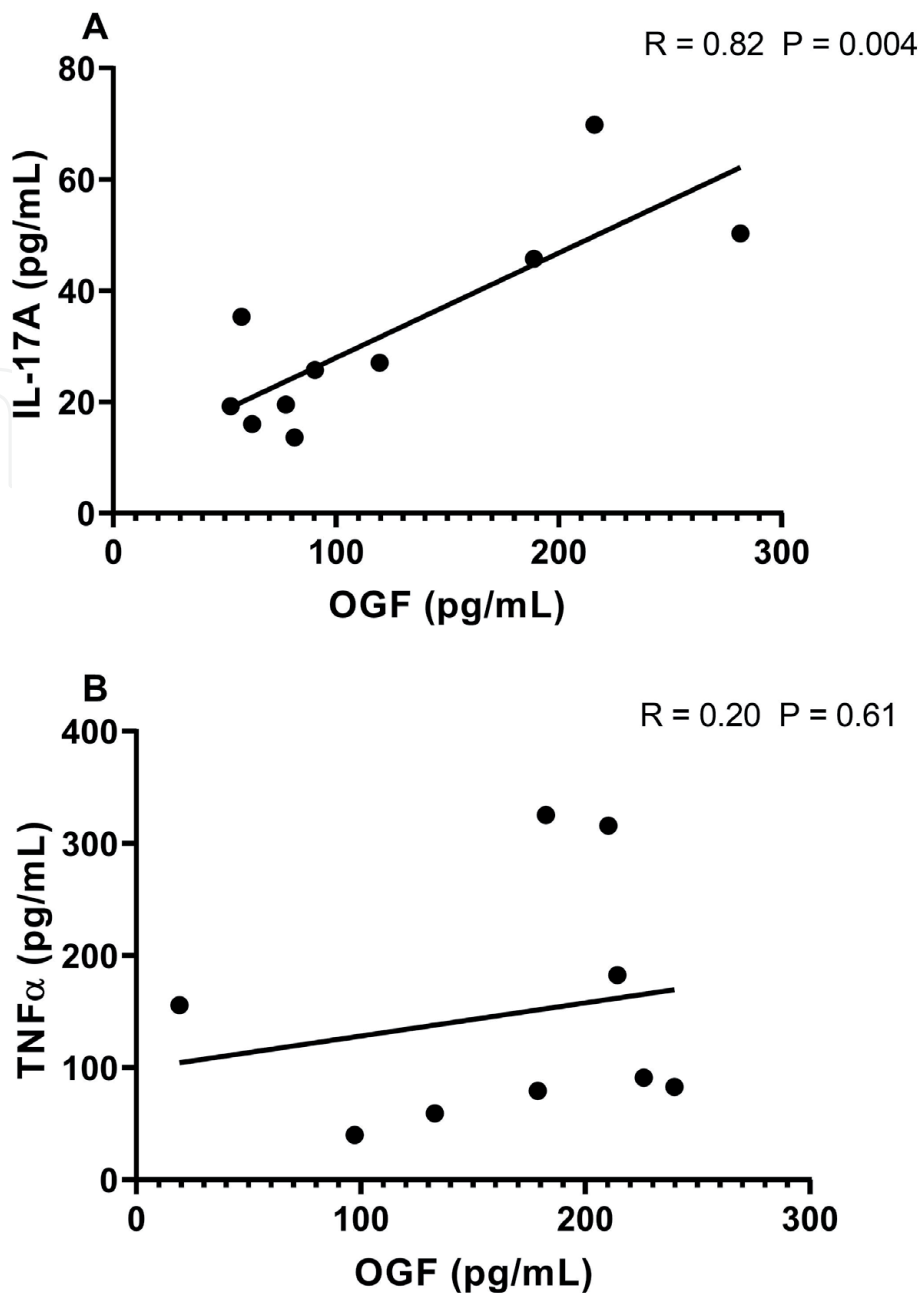 A
R = 0.82 P = 0.004
80
60
40
20
0
IL-17A (pg/mL)
0 100 200 300
OGF (pg/mL)
B
R = 0.20 P = 0.61
400
300
200
100
0
TNFα (pg/mL)
0 100 200 300
OGF (pg/mL)